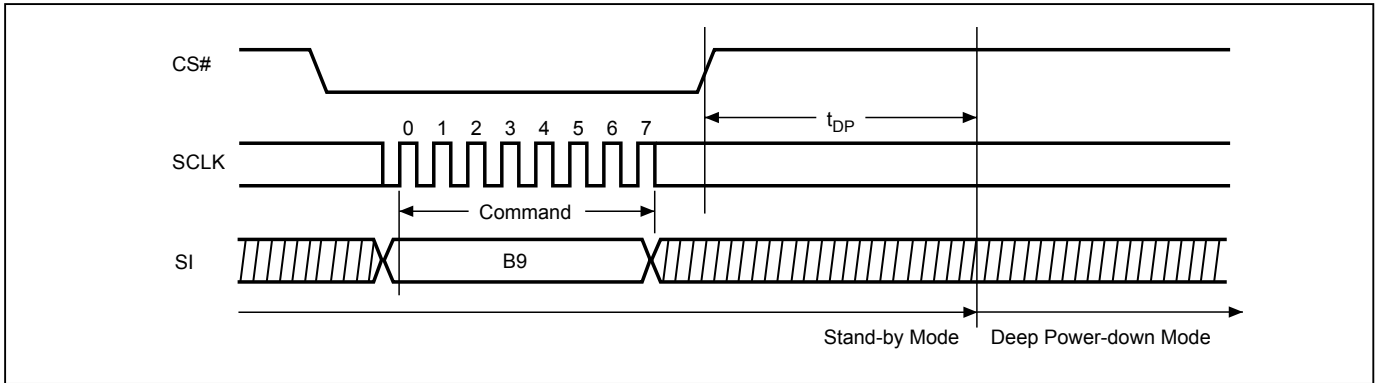 CS#
tDP
0 1 2 3 4 5 6 7
SCLK
Command
SI
B9
Stand-by Mode
Deep Power-down Mode